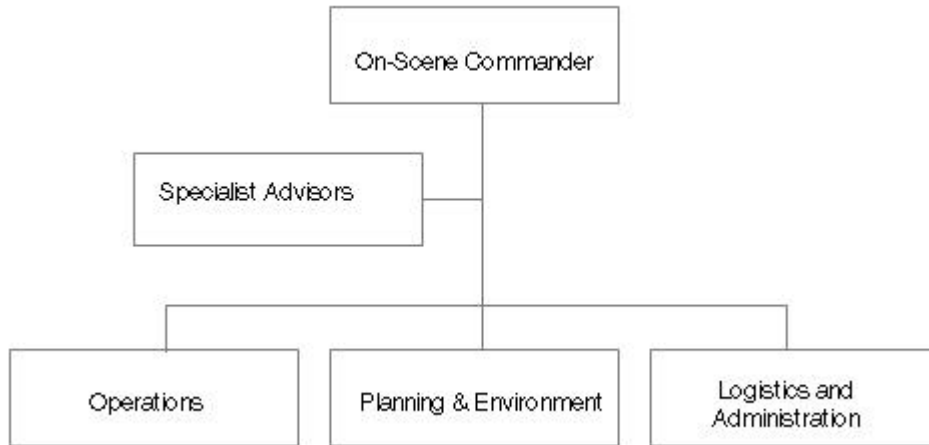 On-Scene Commander
Specialist Advisors
Operations
Planning & Environment
Logistics and
Administration